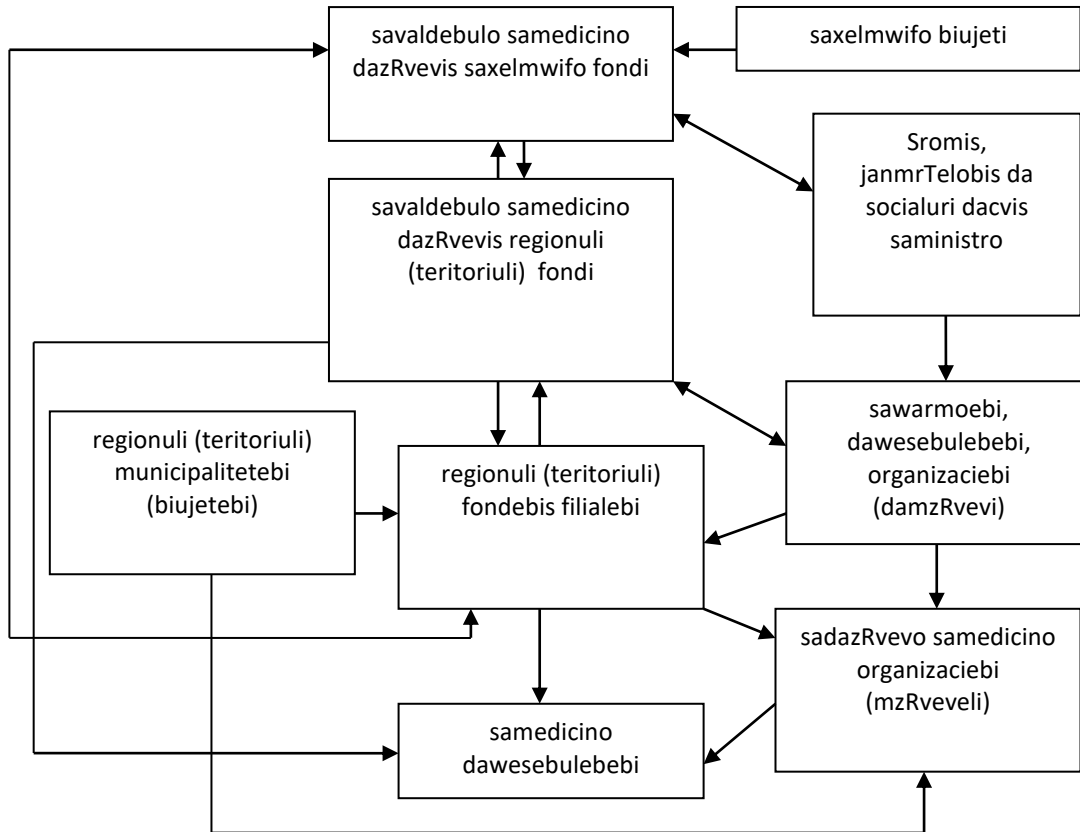 savaldebulo samedicino
dazRvevis saxelmwifo fondi
saxelmwifo biujeti
Sromis,
janmrTelobis da
socialuri dacvis
saministro
savaldebulo samedicino
dazRvevis regionuli
(teritoriuli) fondi
sawarmoebi,
dawesebulebebi,
organizaciebi
(damzRvevi)
regionuli (teritoriuli)
municipalitetebi
(biujetebi)
regionuli (teritoriuli)
fondebis filialebi
sadazRvevo samedicino
organizaciebi
(mzRveveli)
samedicino
dawesebulebebi